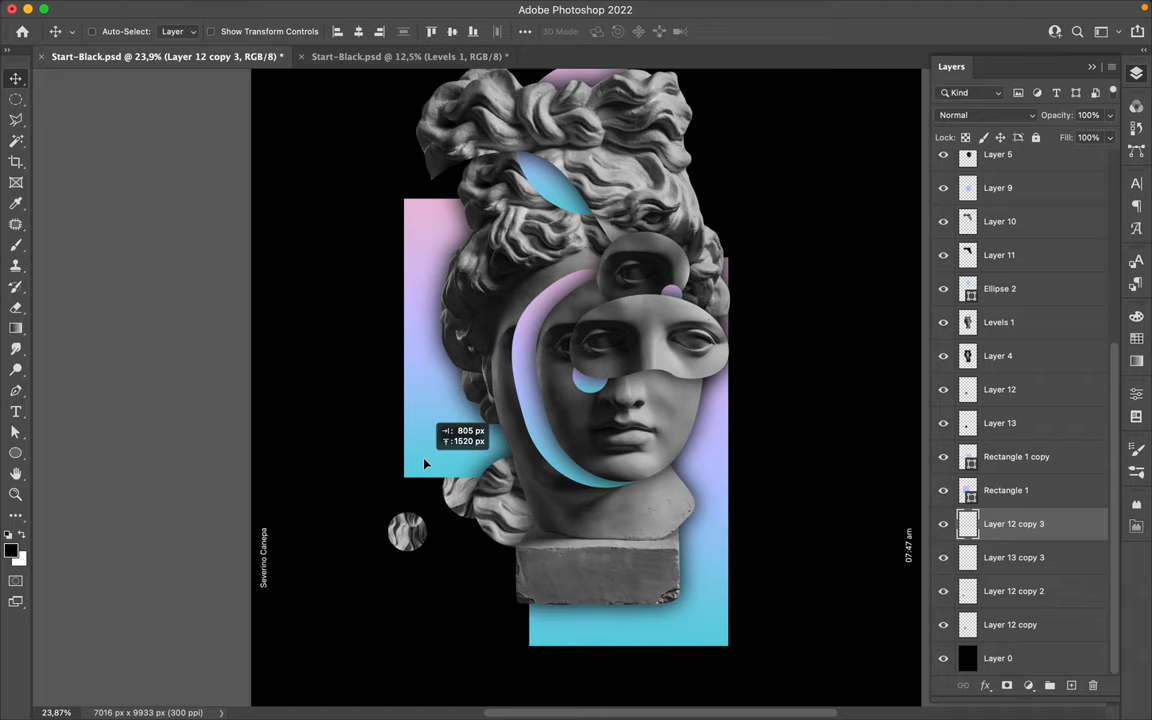 Adobe Photoshop 2022
Auto-Select: Layer Show Transform Controls 3D Mode:
Start-Black.psd @ 23,9% (Layer 12 copy 3, RGB/8) * Start-Black.psd @ 12,5% (Levels 1, RGB/8) *
Layers
Kind
Normal Opacity: 100%
Lock: Fill: 100%
Layer 5
Layer 9
Layer 10
Layer 11
Ellipse 2
Levels 1
Layer 4
Layer 12
Layer 13
Rectangle 1 copy
Rectangle 1
Layer 12 copy 3
Layer 13 copy 3
Layer 12 copy 2
Layer 12 copy
Layer 0
fx
: 805 px
: 1520 px
Severino Canepa
07:47 am
23,87% 7016 px x 9933 px (300 ppi)